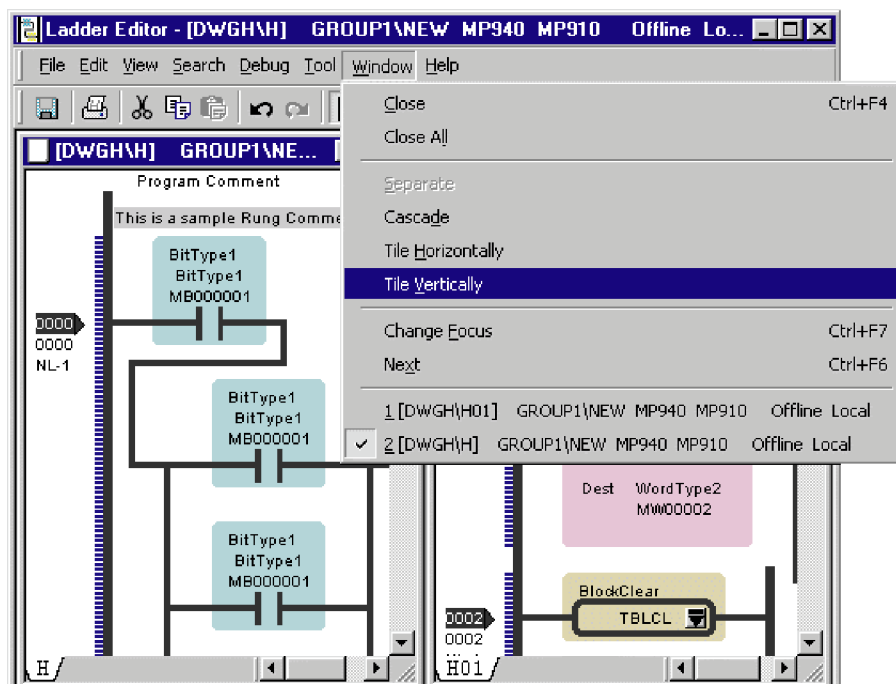 Ladder Editor - [DWGH\H] GROUP1\NEW MP940 MP910 Offline Lo...
File Edit View Search Debug Tool Window Help
Close Ctrl+F4
Close All
Separate
Cascade
Tile Horizontally
Tile Vertically
Change Focus Ctrl+F7
Next Ctrl+F6
1 [DWGH\H01] GROUP1\NEW MP940 MP910 Offline Local
2 [DWGH\H] GROUP1\NEW MP940 MP910 Offline Local
[DWGH\H] GROUP1\NE...
Program Comment
This is a sample Rung Comme
BitType1
BitType1
MB000001
0000
0000
NL-1
BitType1
BitType1
MB000001
BitType1
BitType1
MB000001
H
Dest WordType2
MW00002
BlockClear
TBLCL
0002
0002
H01